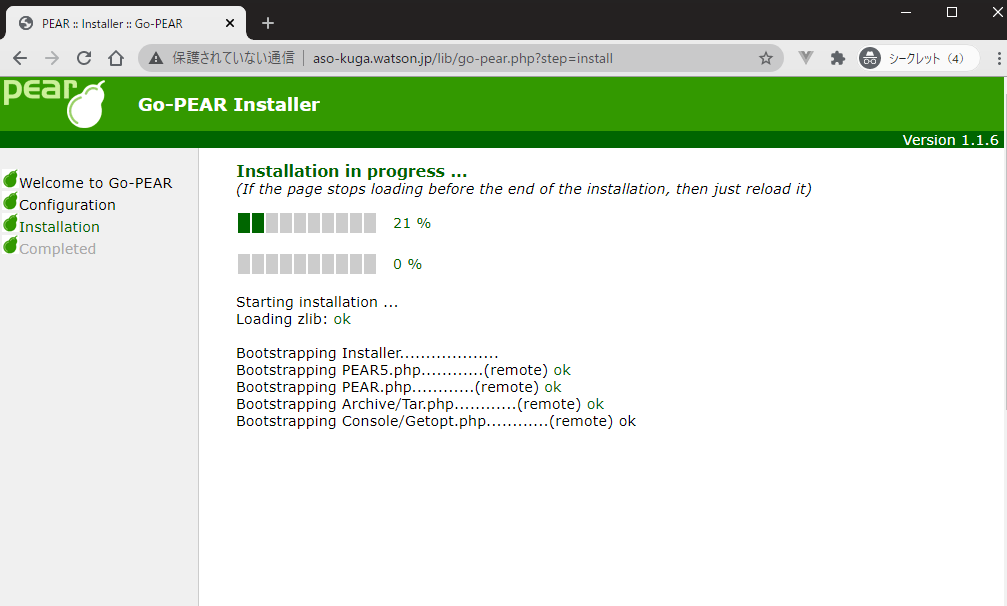 PEAR :: Installer :: Go-PEAR
保護されていない通信
aso-kuga.watson.jp/lib/go-pear.php?step=install
シークレット（4）
pear
Go-PEAR Installer
Version 1.1.6
Welcome to Go-PEAR
Configuration
Installation
Completed
Installation in progress ...
(If the page stops loading before the end of the installation, then just reload it)
21 %
0 %
Starting installation ...
Loading zlib: ok
Bootstrapping Installer...................
Bootstrapping PEAR5.php............(remote) ok
Bootstrapping PEAR.php............(remote) ok
Bootstrapping Archive/Tar.php............(remote) ok
Bootstrapping Console/Getopt.php............(remote) ok